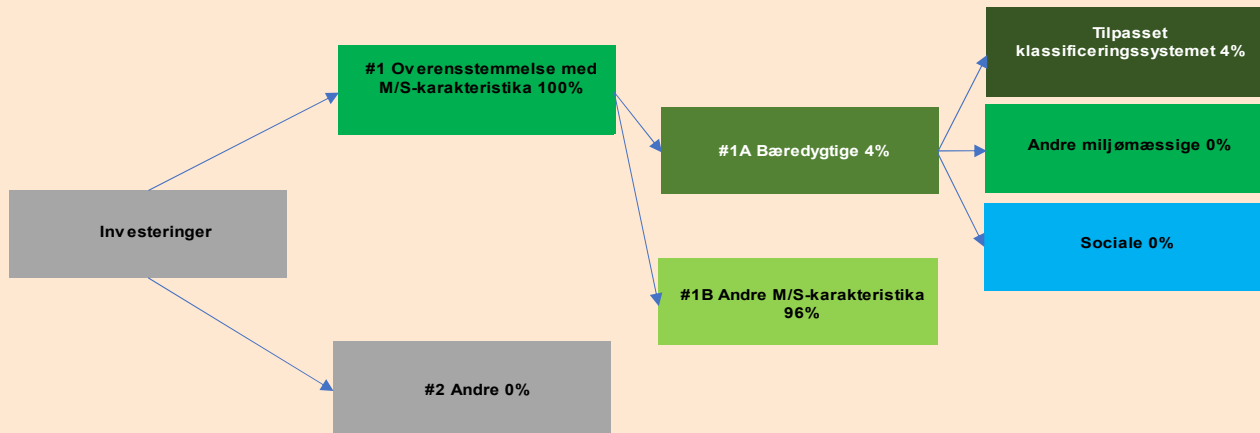 Investeringer
#1 Overensstemmelse med
M/S-karakteristika 100%
#2 Andre 0%
#1A Bæredygtige 4%
#1B Andre M/S-karakteristika
96%
Tilpasset
klassificeringssystemet 4%
Andre miljømæssige 0%
Sociale 0%